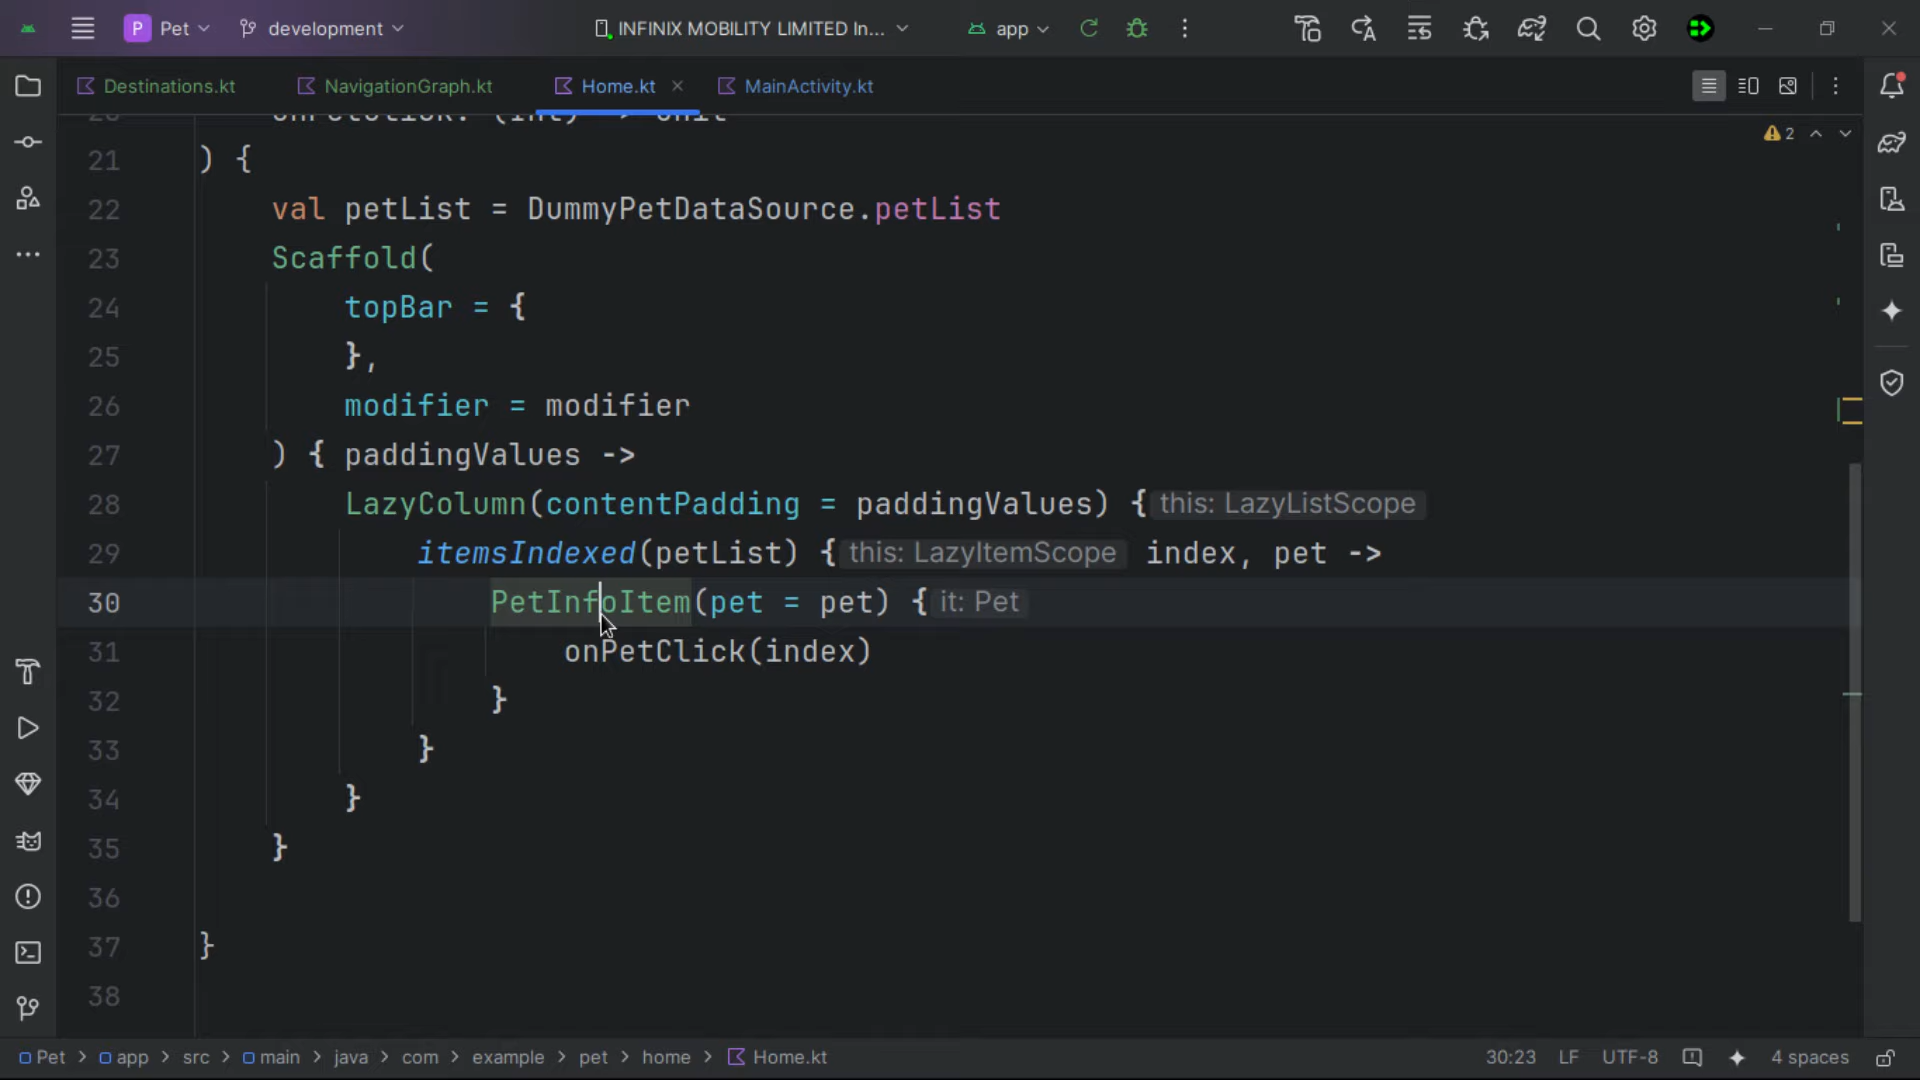 P Pet development INFINIX MOBILITY LIMITED In... app
Destinations.kt NavigationGraph.kt Home.kt MainActivity.kt
2
21 ) {
22 val petList = DummyPetDataSource.petList
23 Scaffold(
24 topBar = {
25 },
26 modifier = modifier
27 ) { paddingValues ->
28 LazyColumn(contentPadding = paddingValues) { this: LazyListScope
29 itemsIndexed(petList) { this: LazyItemScope index, pet ->
30 PetInfoItem(pet = pet) { it: Pet
31 onPetClick(index)
32 }
33 }
34 }
35 }
36
37 }
38
Pet > app > src > main > java > com > example > pet > home > Home.kt 30:23 LF UTF-8 4 spaces